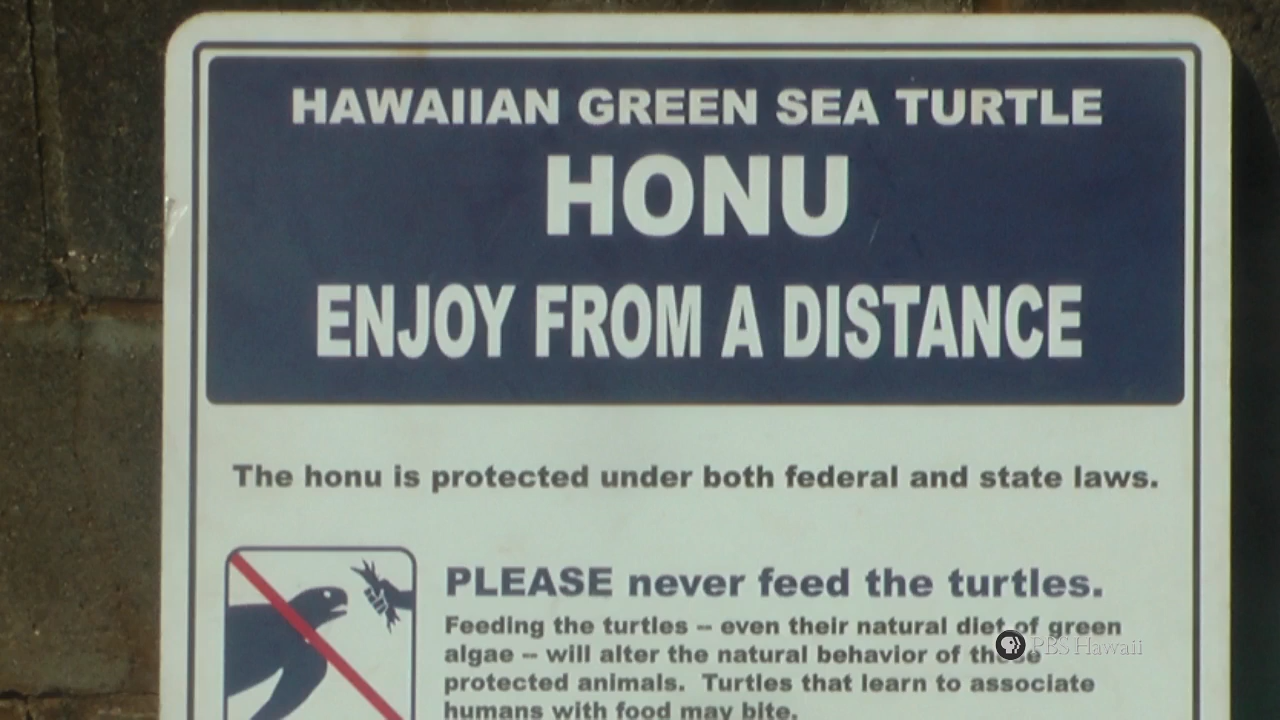 HAWAIIAN GREEN SEA TURTLE
HONU
ENJOY FROM A DISTANCE
The honu is protected under both federal and state laws.
PLEASE never feed the turtles.
Feeding the turtles -- even their natural diet of green
algae -- will alter the natural behavior of these
protected animals. Turtles that learn to associate
humans with food may bite.
PBS Hawaii